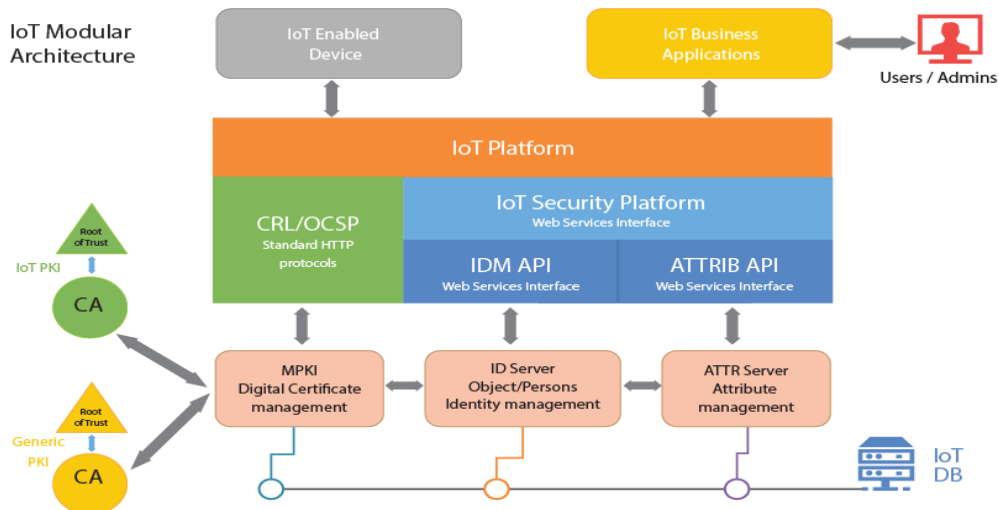 IoT Modular
Architecture
IoT Enabled
Device
IoT Business
Applications
Users / Admins
IoT Platform
CRL/OCSP
Standard HTTP
protocols
IoT Security Platform
Web Services Interface
IDM API
Web Services Interface
ATTRIB API
Web Services Interface
Root
of Trust
IoT PKI
CA
MPKI
Digital Certificate
management
ID Server
Object/Persons
Identity management
ATTR Server
Attribute
management
Root
of Trust
Generic
PKI
CA
IoT
DB